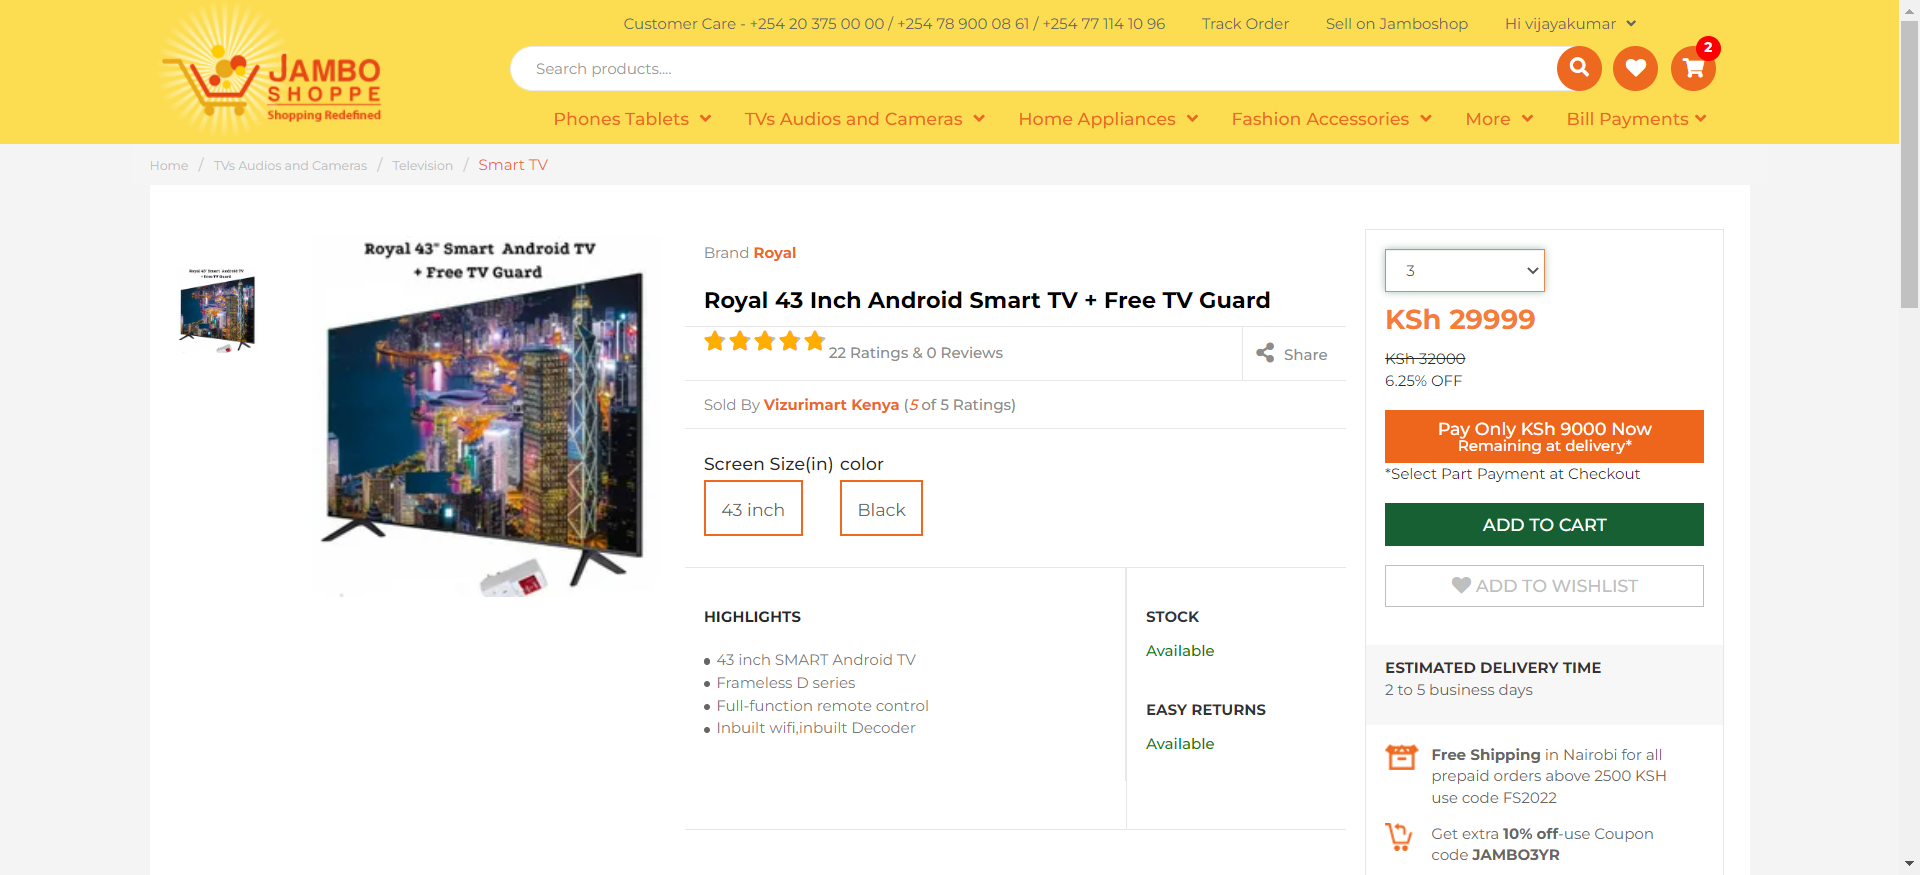 Customer Care - +254 20 375 00 00 / +254 78 900 08 61 / +254 77 114 10 96
Track Order
Sell on Jamboshop
Hi vijayakumar
JAMBO
SHOPPE
Shopping Redefined
Search products....
2
Phones Tablets
TVs Audios and Cameras
Home Appliances
Fashion Accessories
More
Bill Payments
Home / TVs Audios and Cameras / Television / Smart TV
Royal 43" Smart Android TV
+ Free TV Guard
Royal 43" Smart Android TV
+ Free TV Guard
Brand Royal
Royal 43 Inch Android Smart TV + Free TV Guard
22 Ratings & 0 Reviews
Share
Sold By Vizurimart Kenya (5 of 5 Ratings)
Screen Size(in)
43 inch
color
Black
HIGHLIGHTS
43 inch SMART Android TV
Frameless D series
Full-function remote control
Inbuilt wifi,inbuilt Decoder
STOCK
Available
EASY RETURNS
Available
3
KSh 29999
KSh 32000
6.25% OFF
Pay Only KSh 9000 Now
Remaining at delivery*
*Select Part Payment at Checkout
ADD TO CART
ADD TO WISHLIST
ESTIMATED DELIVERY TIME
2 to 5 business days
Free Shipping in Nairobi for all
prepaid orders above 2500 KSH
use code FS2022
Get extra 10% off-use Coupon
code JAMBO3YR